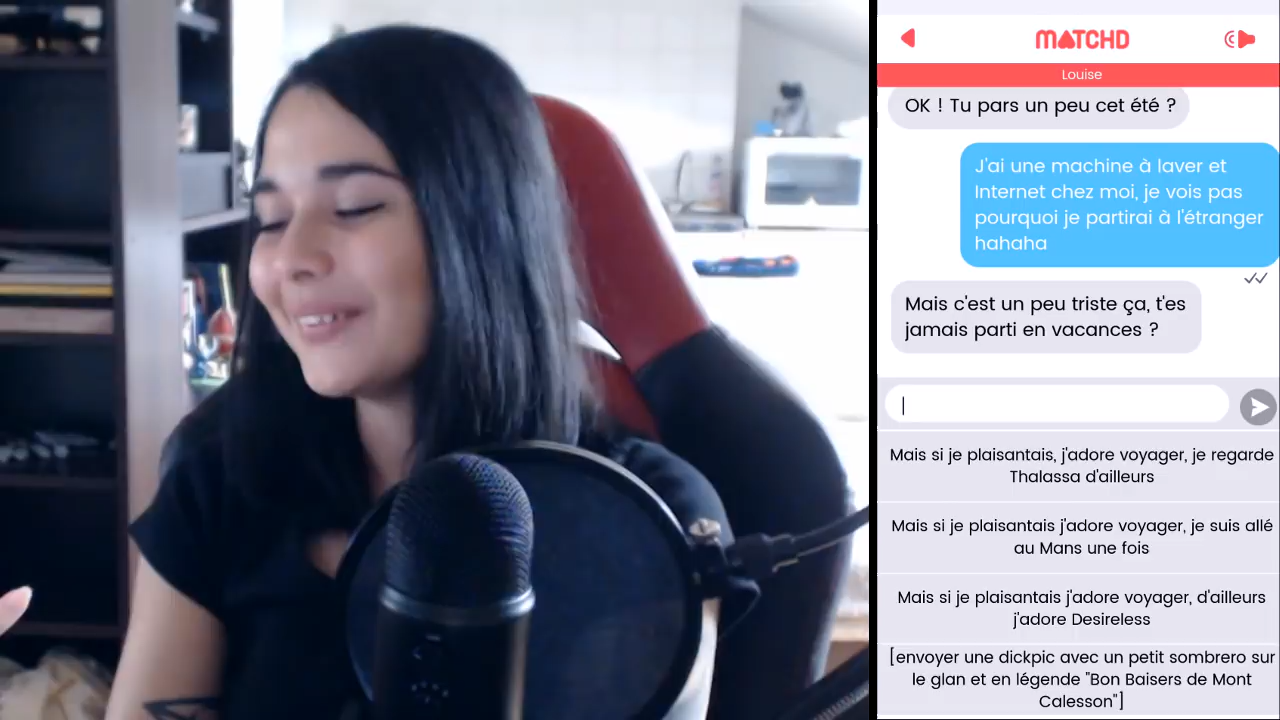 MATCHD
Louise
OK ! Tu pars un peu cet été ?
J'ai une machine à laver et
Internet chez moi, je vois pas
pourquoi je partirai à l'étranger
hahaha
Mais c'est un peu triste ça, t'es
jamais parti en vacances ?
Mais si je plaisantais, j'adore voyager, je regarde
Thalassa d'ailleurs
Mais si je plaisantais j'adore voyager, je suis allé
au Mans une fois
Mais si je plaisantais j'adore voyager, d'ailleurs
j'adore Desireless
[envoyer une dickpic avec un petit sombrero sur
le glan et en légende "Bon Baisers de Mont
Calesson"]